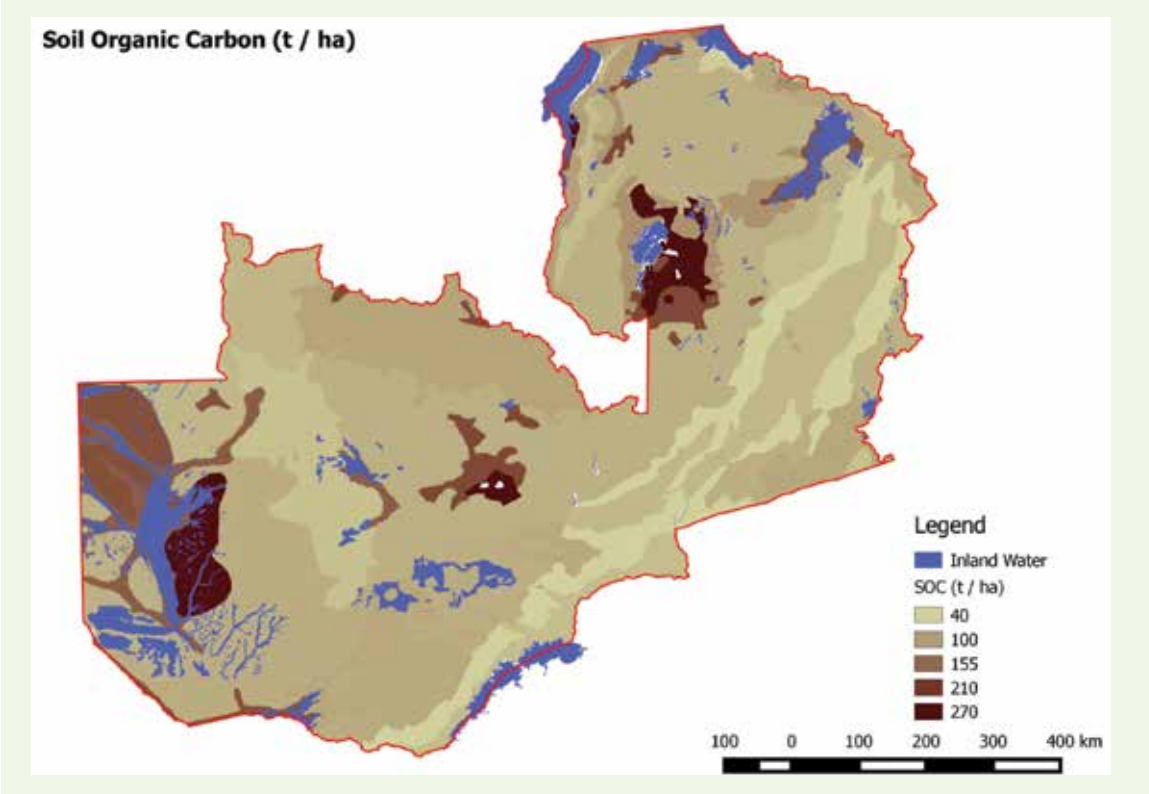 Soil Organic Carbon (t / ha)
Legend
Inland Water
SOC (t / ha)
40
100
155
210
270
100 0 100 200 300 400 km